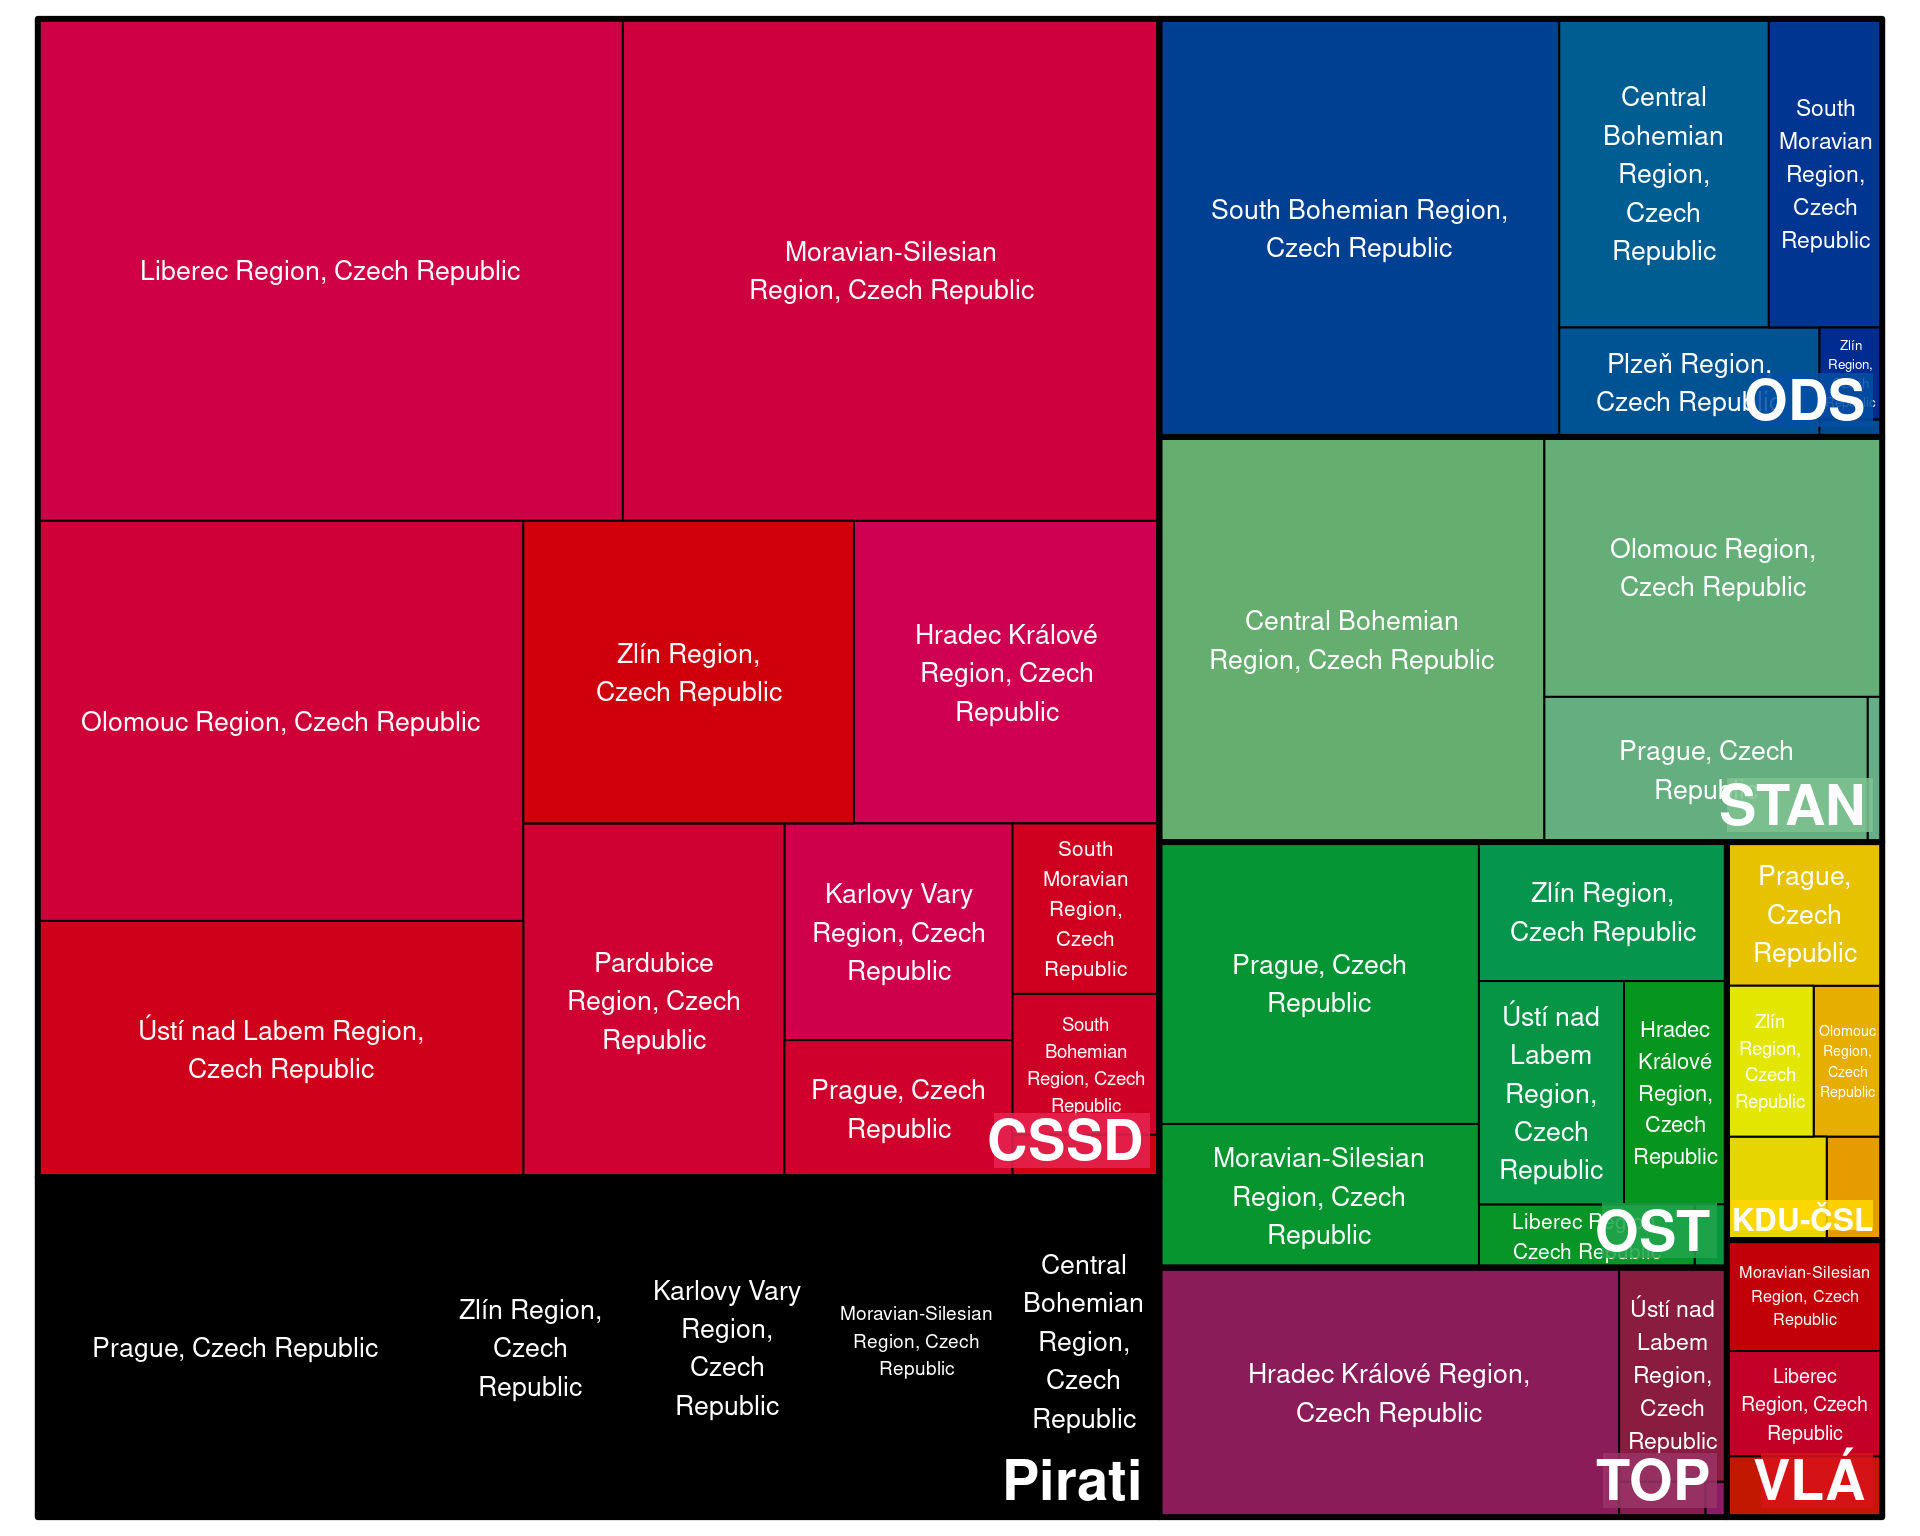 Liberec Region, Czech Republic
Moravian-Silesian
Region, Czech Republic
Olomouc Region, Czech Republic
Zlín Region,
Czech Republic
Hradec Králové
Region, Czech
Republic
Ústí nad Labem Region,
Czech Republic
Pardubice
Region, Czech
Republic
Karlovy Vary
Region, Czech
Republic
South
Moravian
Region,
Czech
Republic
Prague, Czech
Republic
South
Bohemian
Region, Czech
Republic
CSSD
Prague, Czech Republic
Zlín Region,
Czech
Republic
Karlovy Vary
Region,
Czech
Republic
Moravian-Silesian
Region, Czech
Republic
Central
Bohemian
Region,
Czech
Republic
Pirati
South Bohemian Region,
Czech Republic
Central
Bohemian
Region,
Czech
Republic
South
Moravian
Region,
Czech
Republic
Plzeň Region,
Czech Republic
Zlín
Region,
ODS
Central Bohemian
Region, Czech Republic
Olomouc Region,
Czech Republic
Prague, Czech
Republic
STAN
Prague, Czech
Republic
Moravian-Silesian
Region, Czech
Republic
Zlín Region,
Czech Republic
Ústí nad
Labem
Region,
Czech
Republic
Hradec
Králové
Region,
Czech
Republic
Liberec Region,
Czech Republic
OST
Prague,
Czech
Republic
Zlín
Region,
Czech
Republic
Olomouc
Region,
Czech
Republic
KDU-ČSL
Hradec Králové Region,
Czech Republic
Ústí nad
Labem
Region,
Czech
Republic
TOP
Moravian-Silesian
Region, Czech
Republic
Liberec
Region, Czech
Republic
VLÁ